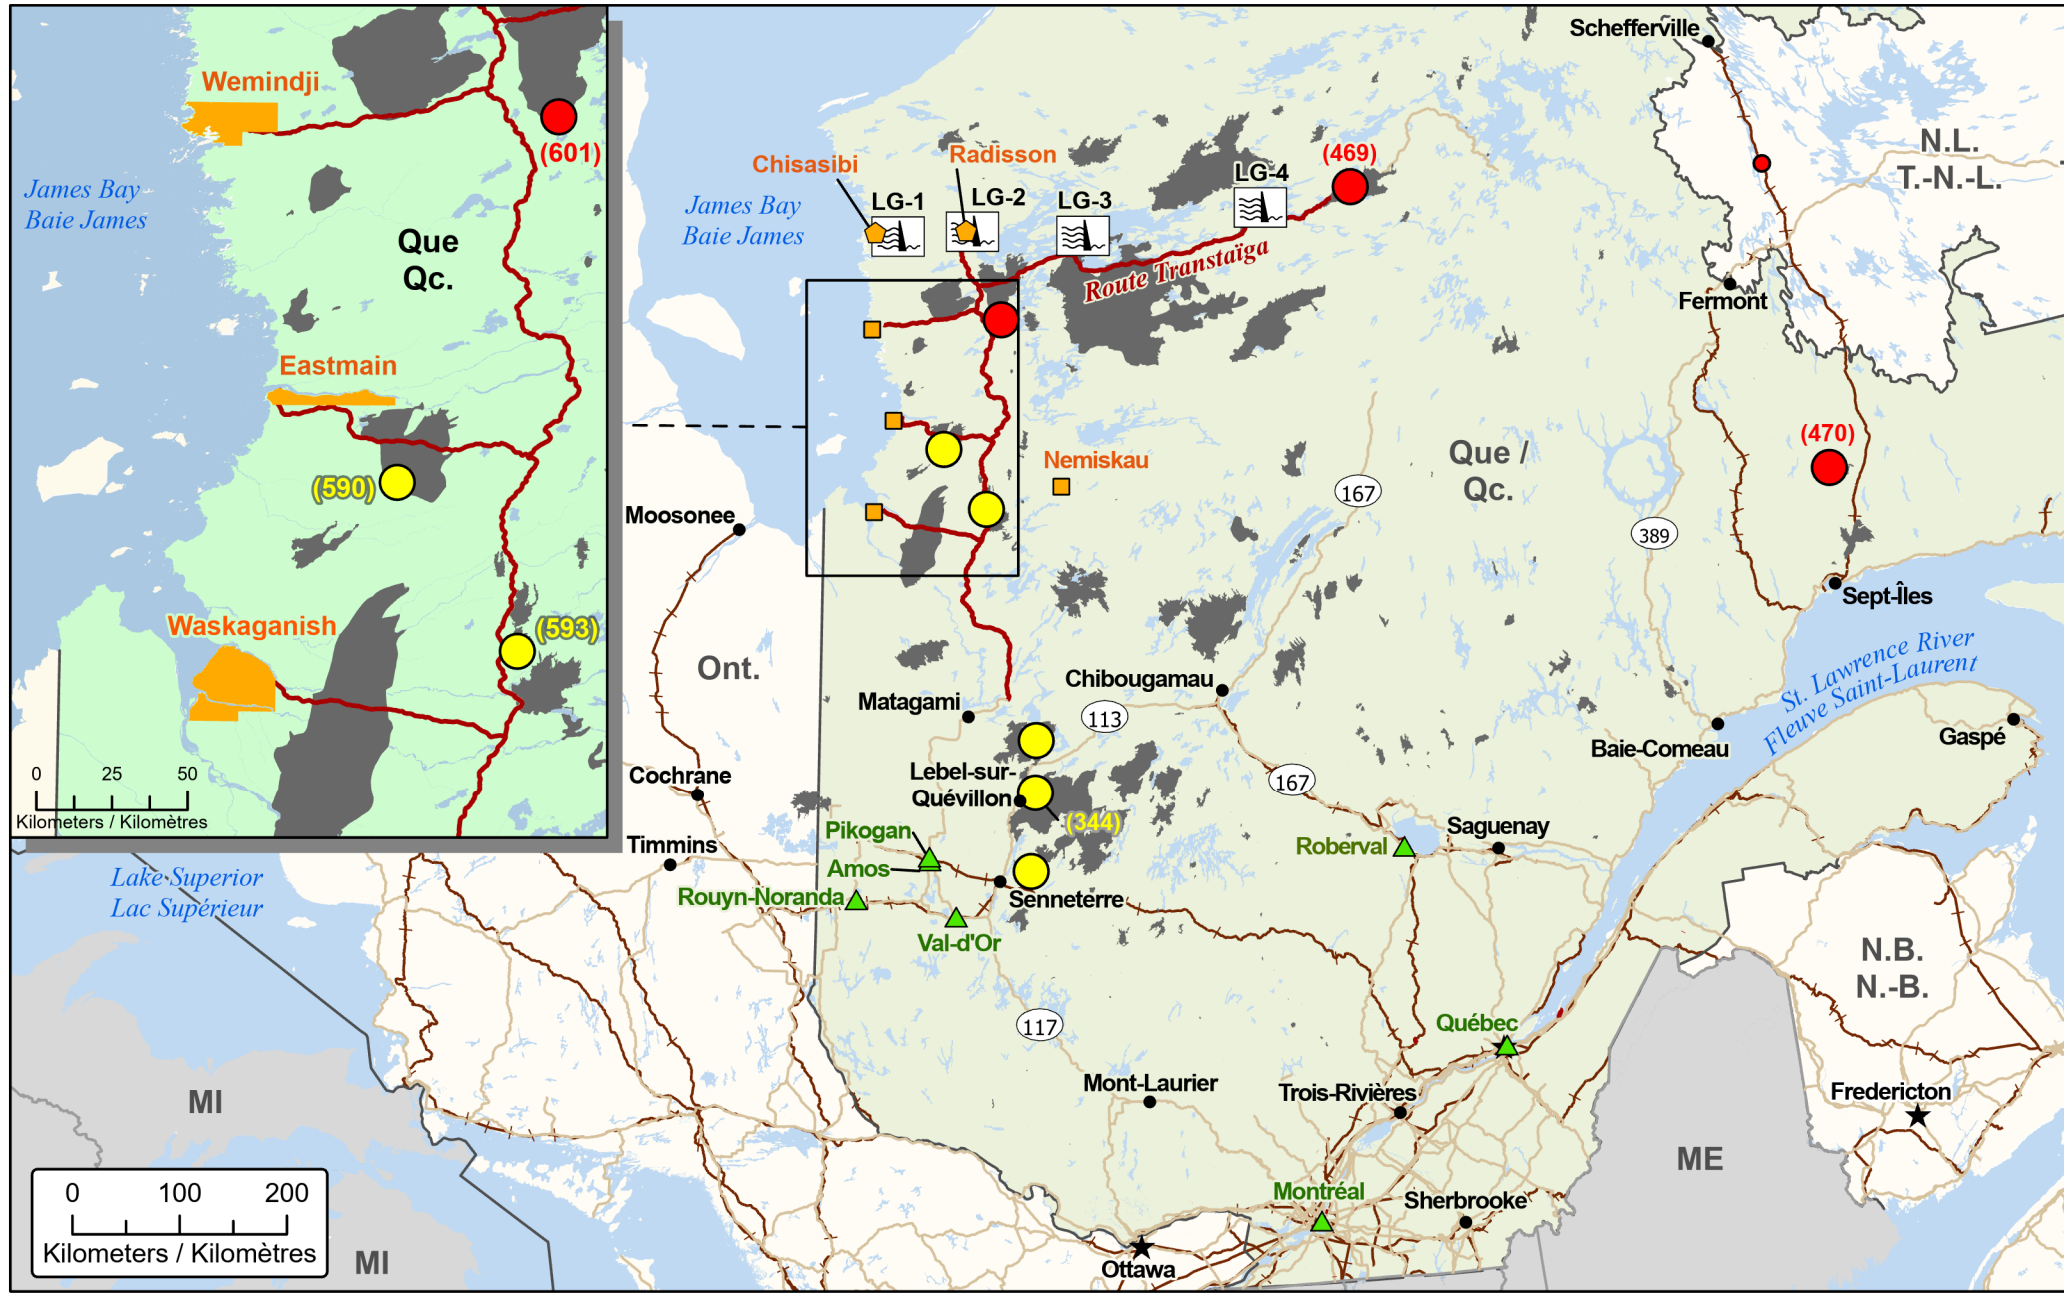 Wemindji
(601)
James Bay
Baie James
Que
Qc.
Eastmain
(590)
Waskaganish
(593)
0 25 50
Kilometers / Kilomètres
Schefferville
N.L.
T.-N.-L.
Chisasibi
Radisson
(469)
LG-1
LG-2
LG-3
LG-4
James Bay
Baie James
Route Transtaïga
Fermont
(470)
Nemiskau
Que /
Qc.
167
389
Moosonee
Sept-Îles
Ont.
Chibougamau
Matagami
113
St. Lawrence River
Fleuve Saint-Laurent
Gaspé
Baie-Comeau
Cochrane
Lebel-sur-
Quévillon
167
(344)
Timmins
Pikogan
Amos
Roberval
Saguenay
Lake Superior
Lac Supérieur
Rouyn-Noranda
Senneterre
Val-d'Or
N.B.
N.-B.
117
Québec
MI
Mont-Laurier
Trois-Rivières
Fredericton
ME
0 100 200
Kilometers / Kilomètres
Montréal
Sherbrooke
MI
Ottawa